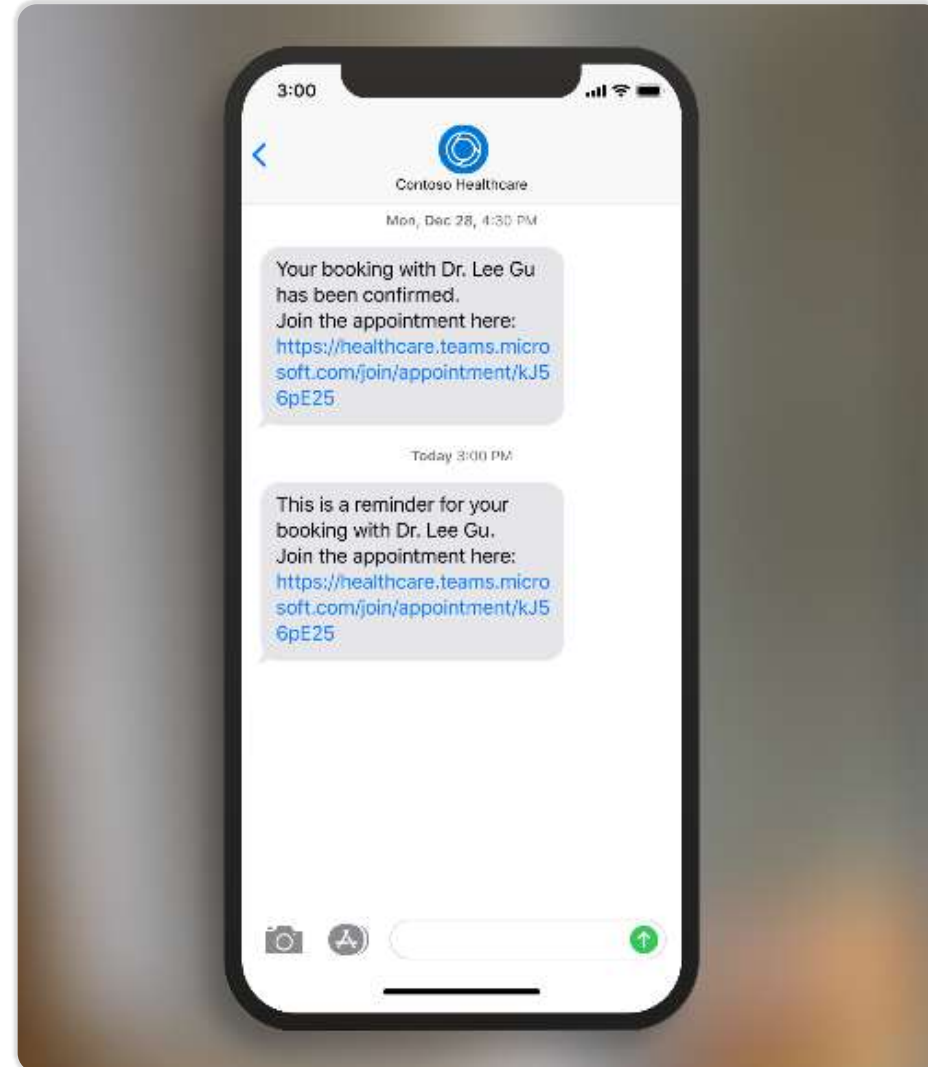 3:00
Contoso Healthcare
Mon, Dec 28, 4:30 PM
Your booking with Dr. Lee Gu
has been confirmed.
Join the appointment here:
https://healthcare.teams.micro
soft.com/join/appointment/kJ5
6pE25
Today 3:00 PM
This is a reminder for your
booking with Dr. Lee Gu.
Join the appointment here:
https://healthcare.teams.micro
soft.com/join/appointment/kJ5
6pE25